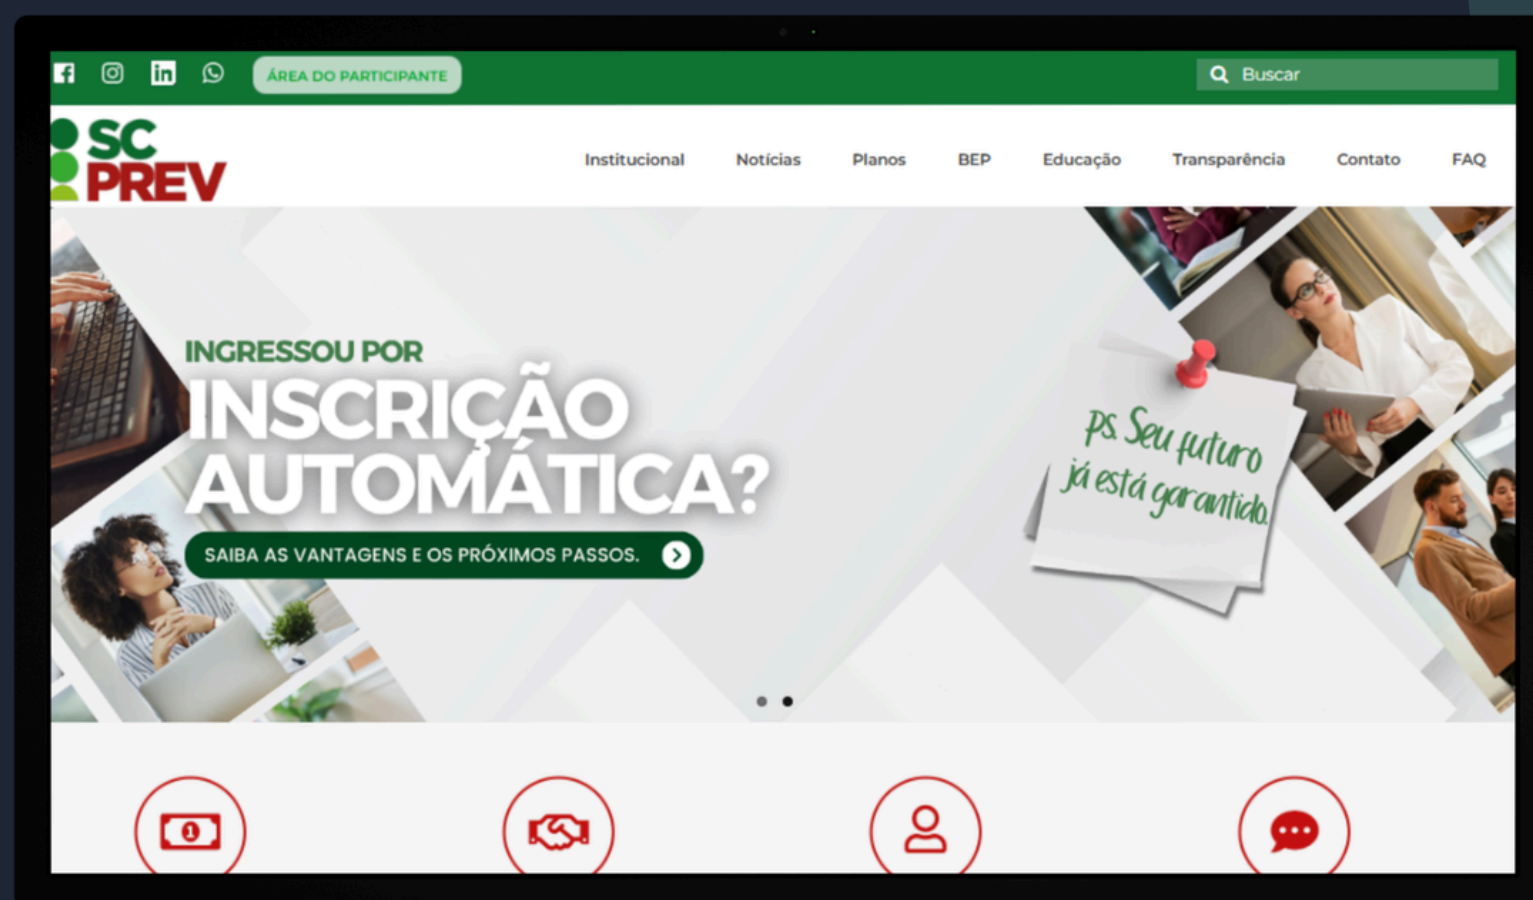 ÁREA DO PARTICIPANTE
Buscar
SC
PREV
Institucional Notícias Planos BEP Educação Transparência Contato FAQ
INGRESSOU POR
INSCRIÇÃO
AUTOMÁTICA?
SAIBA AS VANTAGENS E OS PRÓXIMOS PASSOS.
ps. Seu futuro
já está garantido.